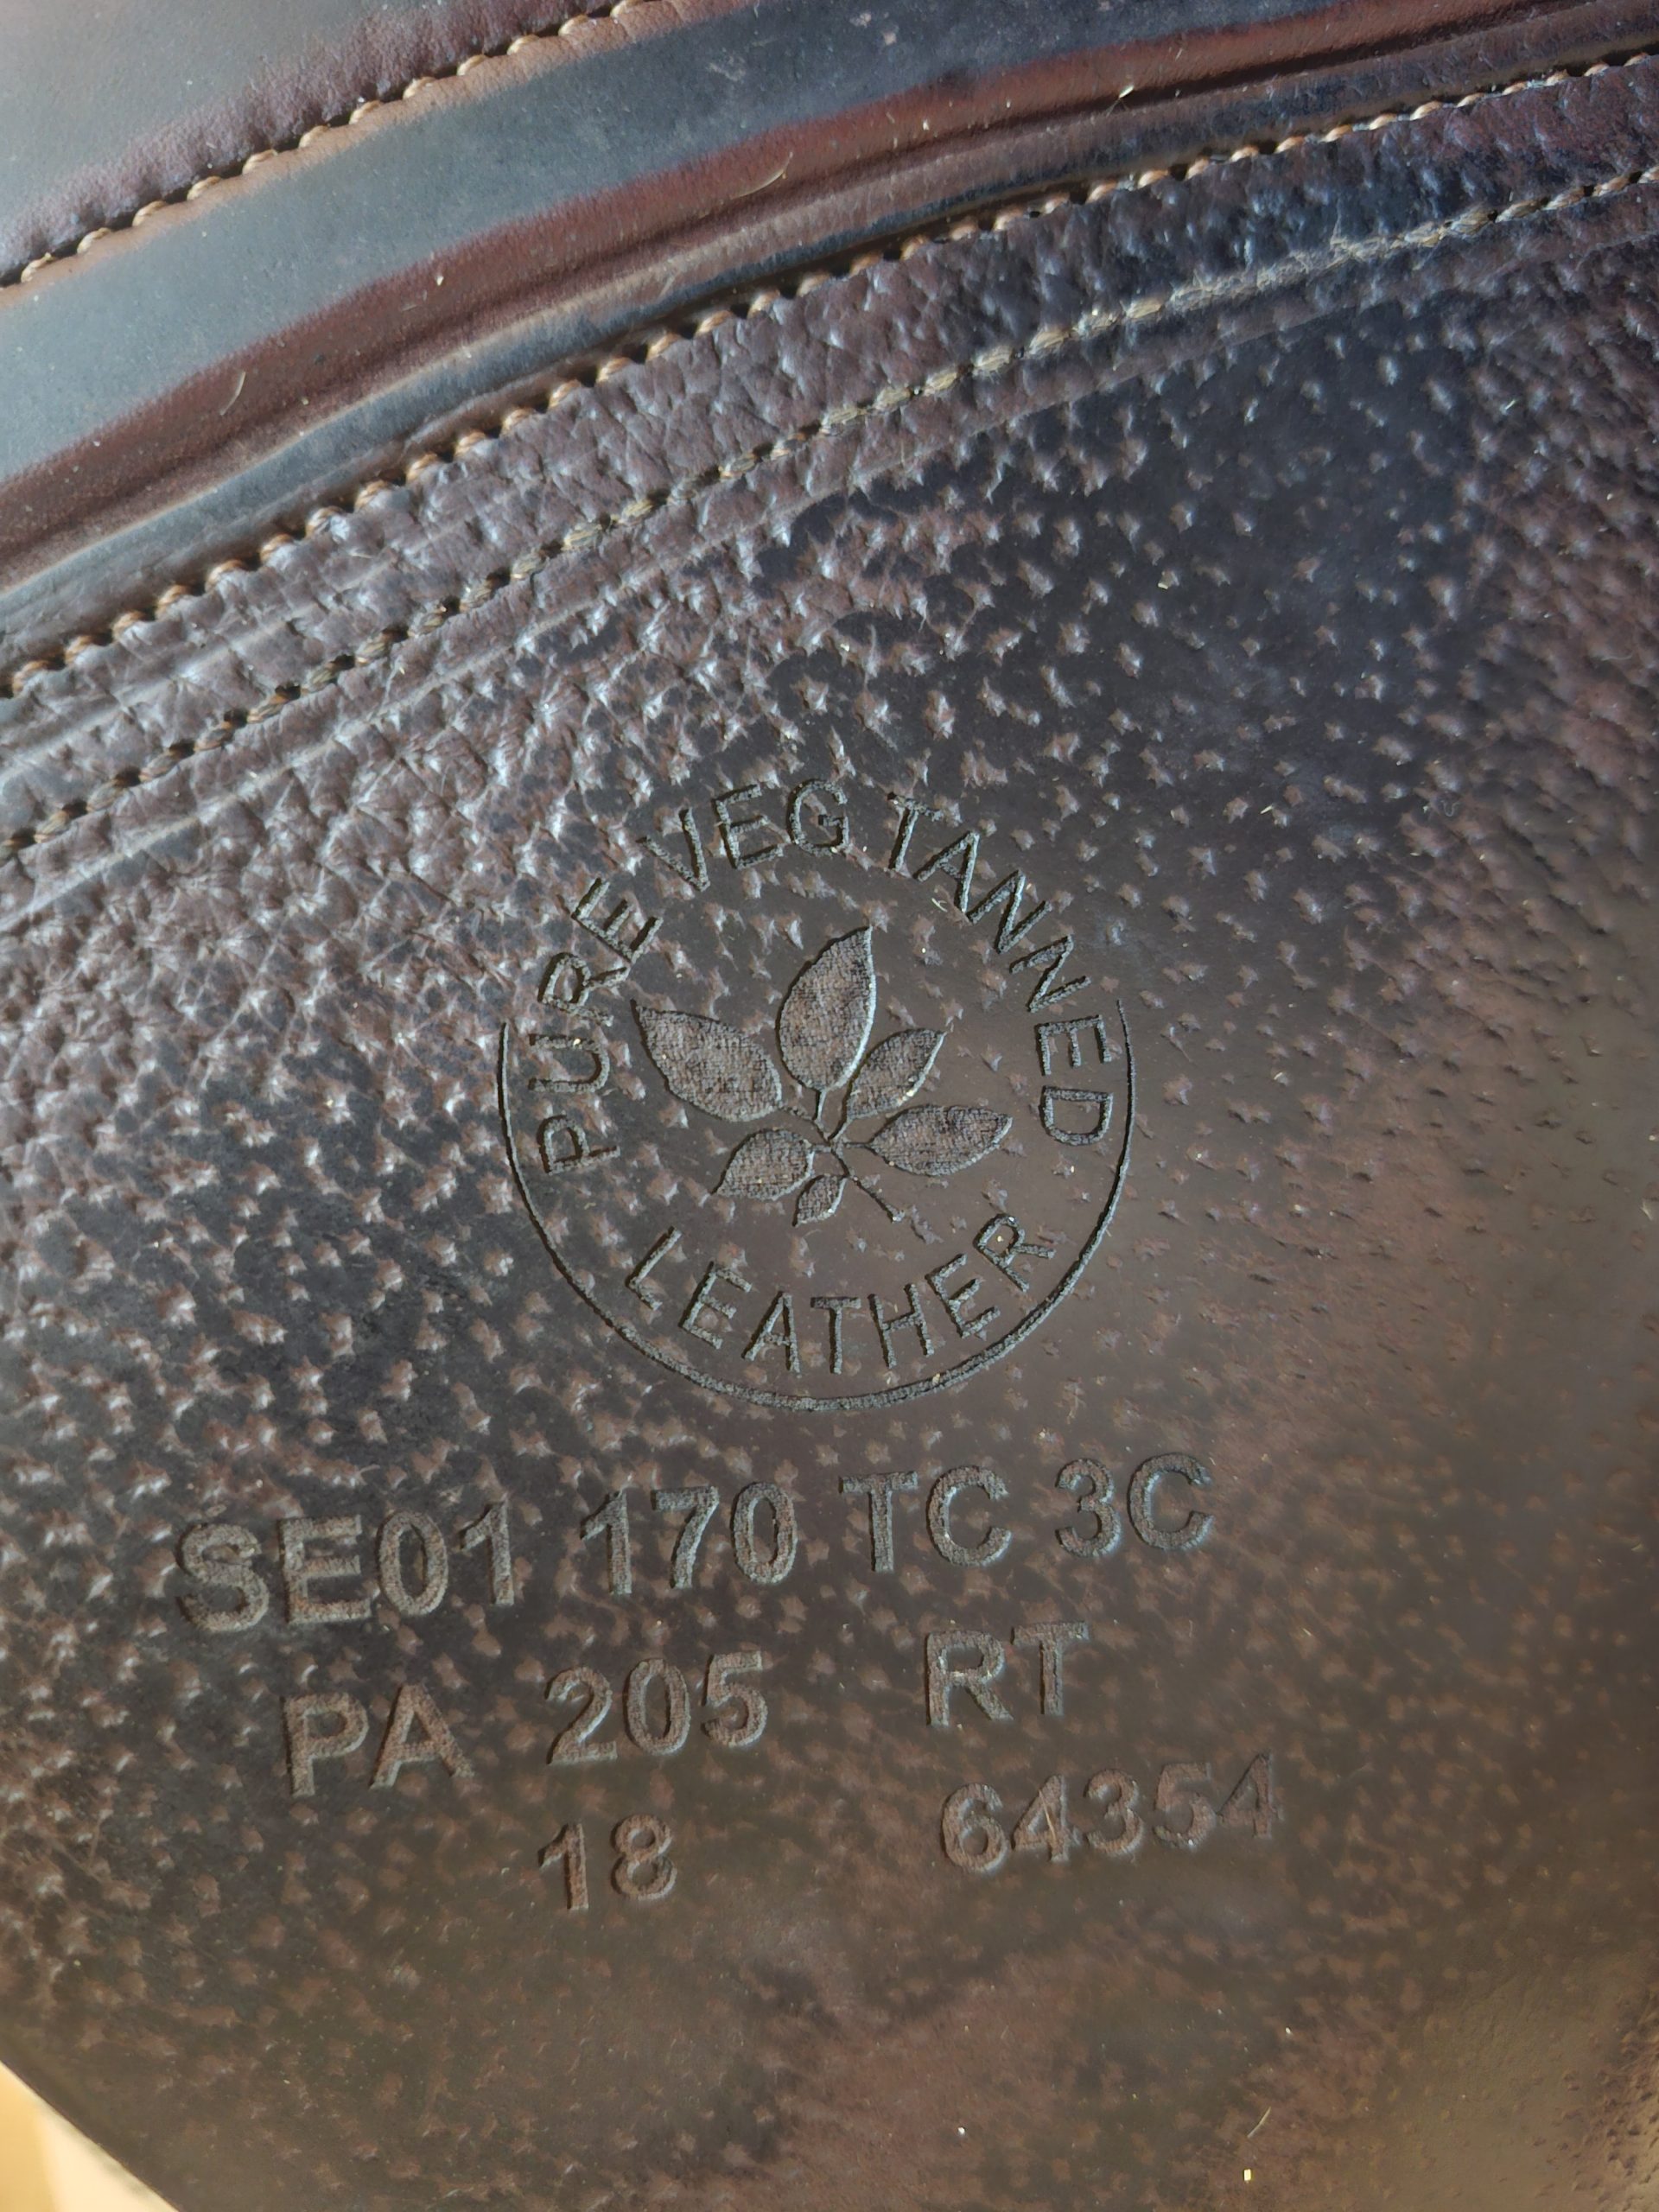 PURE VEG TANNED
LEATHER
SE01 170 TC 3C
PA 205 RT
18 64354